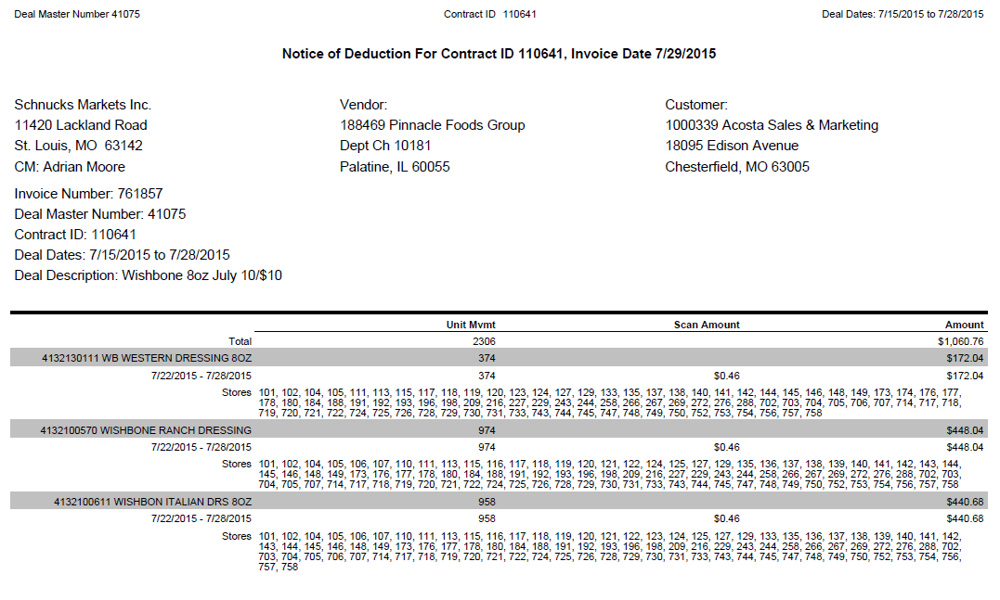 Deal Master Number 41075 Contract ID 110641 Deal Dates: 7/15/2015 to 7/28/2015
Notice of Deduction For Contract ID 110641, Invoice Date 7/29/2015
Schnucks Markets Inc. Vendor: Customer:
11420 Lackland Road 188469 Pinnacle Foods Group 1000339 Acosta Sales & Marketing
St. Louis, MO 63142 Dept Ch 10181 18095 Edison Avenue
CM: Adrian Moore Palatine, IL 60055 Chesterfield, MO 63005
Invoice Number: 761857
Deal Master Number: 41075
Contract ID: 110641
Deal Dates: 7/15/2015 to 7/28/2015
Deal Description: Wishbone 8oz July 10/$10
Unit Mvmt Scan Amount Amount
Total 2306 $1,060.76
4132130111 WB WESTERN DRESSING 8OZ 374 $172.04
7/22/2015 - 7/28/2015 374 $0.46 $172.04
Stores 101, 102, 104, 105, 111, 113, 115, 117, 118, 119, 120, 123, 124, 127, 129, 133, 135, 137, 138, 140, 141, 142, 144, 145, 146, 148, 149, 173, 174, 176, 177,
178, 180, 184, 188, 191, 192, 193, 196, 198, 209, 216, 227, 229, 243, 244, 258, 266, 267, 269, 272, 276, 288, 702, 703, 704, 705, 706, 707, 714, 717, 718,
719, 720, 721, 722, 724, 725, 726, 728, 729, 730, 731, 733, 743, 744, 745, 747, 748, 749, 750, 752, 753, 754, 756, 757, 758
4132100570 WISHBONE RANCH DRESSING 974 $448.04
7/22/2015 - 7/28/2015 974 $0.46 $448.04
Stores 101, 102, 104, 105, 106, 107, 110, 111, 113, 115, 116, 117, 118, 119, 120, 121, 122, 124, 125, 127, 129, 135, 136, 137, 138, 139, 140, 141, 142, 143, 144,
145, 146, 148, 149, 173, 176, 177, 178, 180, 184, 188, 191, 192, 193, 196, 198, 209, 216, 227, 229, 243, 244, 258, 266, 267, 269, 272, 276, 288, 702, 703,
704, 705, 707, 714, 717, 718, 719, 720, 721, 722, 724, 725, 726, 728, 729, 730, 731, 733, 743, 744, 745, 747, 748, 749, 750, 752, 753, 754, 756, 757, 758
4132100611 WISHBON ITALIAN DRS 8OZ 958 $440.68
7/22/2015 - 7/28/2015 958 $0.46 $440.68
Stores 101, 102, 104, 105, 106, 107, 110, 111, 113, 115, 116, 117, 118, 119, 120, 121, 122, 123, 124, 125, 127, 129, 133, 135, 136, 137, 138, 139, 140, 141, 142,
143, 144, 145, 146, 148, 149, 173, 176, 177, 178, 180, 184, 188, 191, 192, 193, 196, 198, 209, 216, 229, 243, 244, 258, 266, 267, 269, 272, 276, 288, 702,
703, 704, 705, 706, 707, 714, 717, 718, 719, 720, 721, 722, 724, 725, 726, 728, 729, 730, 731, 733, 743, 744, 745, 747, 748, 749, 750, 752, 753, 754, 756,
757, 758